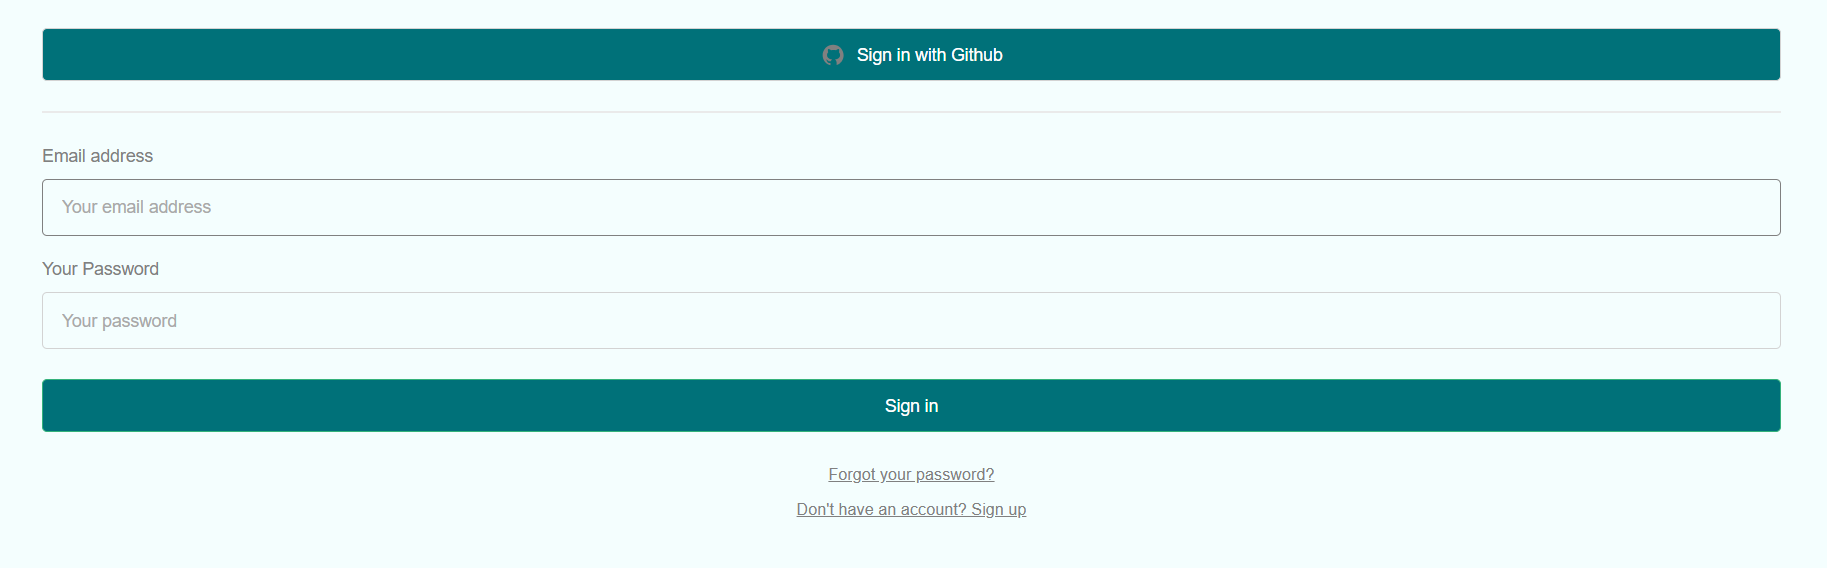 Sign in with Github
Email address
Your email address
Your Password
Your password
Sign in
Forgot your password?
Don't have an account? Sign up